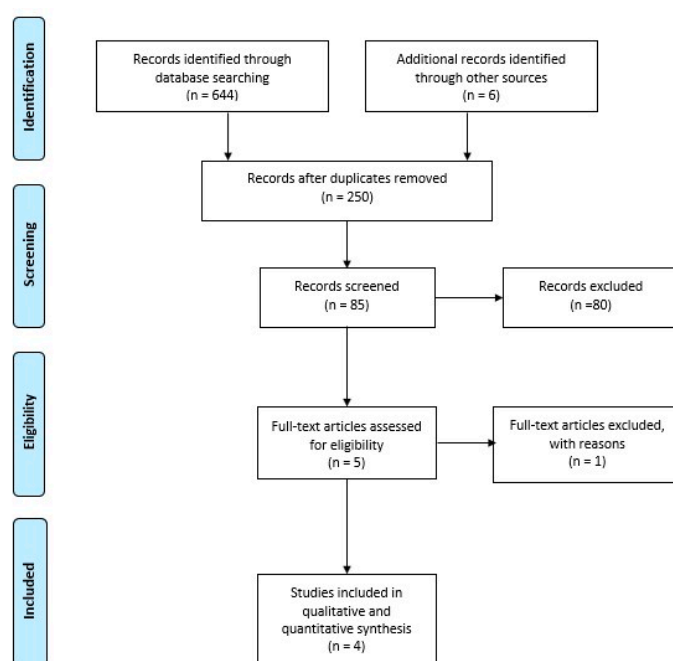 Identification
Records identified through
database searching
(n = 644)
Additional records identified
through other sources
(n = 6)
Records after duplicates removed
(n = 250)
Screening
Records screened
(n = 85)
Records excluded
(n =80)
Eligibility
Full-text articles assessed
for eligibility
(n = 5)
Full-text articles excluded,
with reasons
(n = 1)
Included
Studies included in
qualitative and
quantitative synthesis
(n = 4)